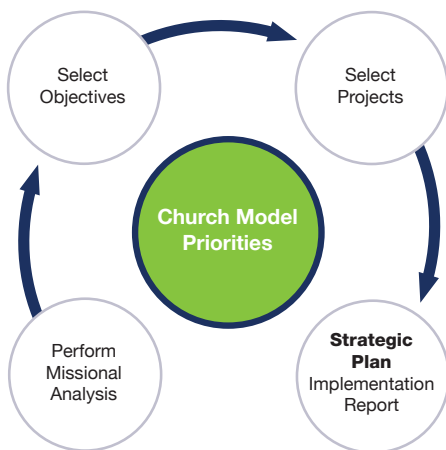 Select
Objectives
Select
Projects
Church Model
Priorities
Perform
Missional
Analysis
Strategic
Plan
Implementation
Report